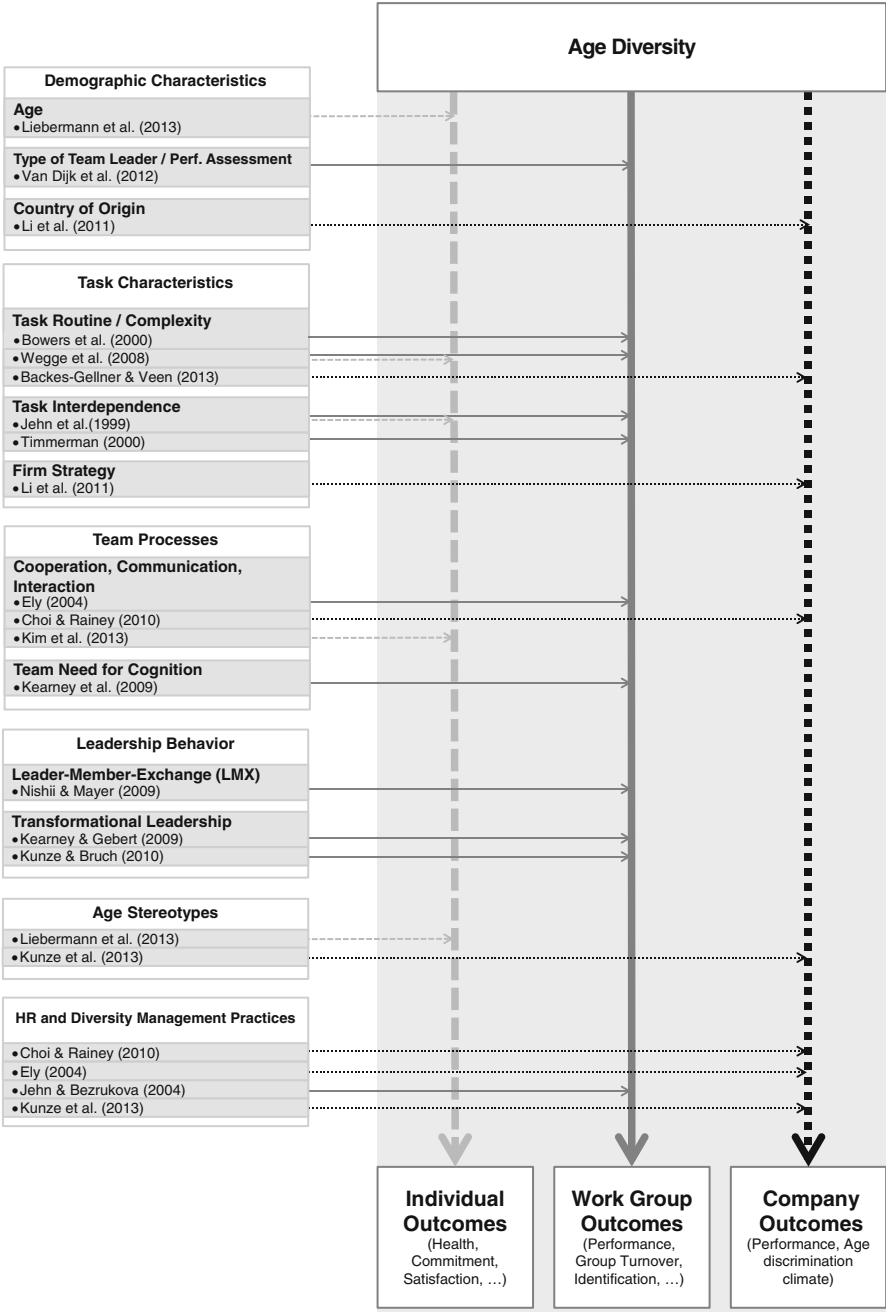 Age Diversity
Demographic Characteristics
Age
•Liebermann et al. (2013)
Type of Team Leader / Perf. Assessment
•Van Dijk et al. (2012)
Country of Origin
•Li et al. (2011)
Task Characteristics
Task Routine / Complexity
•Bowers et al. (2000)
•Wegge et al. (2008)
•Backes-Gellner & Veen (2013)
Task Interdependence
•Jehn et al.(1999)
•Timmerman (2000)
Firm Strategy
•Li et al. (2011)
Team Processes
Cooperation, Communication,
Interaction
•Ely (2004)
•Choi & Rainey (2010)
•Kim et al. (2013)
Team Need for Cognition
•Kearney et al. (2009)
Leadership Behavior
Leader-Member-Exchange (LMX)
•Nishii & Mayer (2009)
Transformational Leadership
•Kearney & Gebert (2009)
•Kunze & Bruch (2010)
Age Stereotypes
•Liebermann et al. (2013)
•Kunze et al. (2013)
HR and Diversity Management Practices
•Choi & Rainey (2010)
•Ely (2004)
•Jehn & Bezrukova (2004)
•Kunze et al. (2013)
Individual
Outcomes
(Health,
Commitment,
Satisfaction, ...)
Work Group
Outcomes
(Performance,
Group Turnover,
Identification, ...)
Company
Outcomes
(Performance, Age
discrimination
climate)